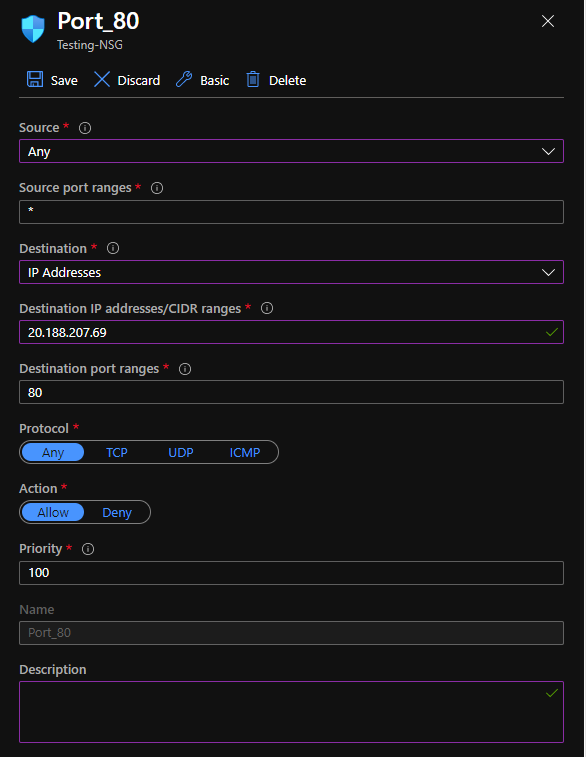 Port_80
Testing-NSG
Save Discard Basic Delete
Source *
Any
Source port ranges *
*
Destination *
IP Addresses
Destination IP addresses/CIDR ranges *
20.188.207.69
Destination port ranges *
80
Protocol *
Any TCP UDP ICMP
Action *
Allow Deny
Priority *
100
Name
Port_80
Description